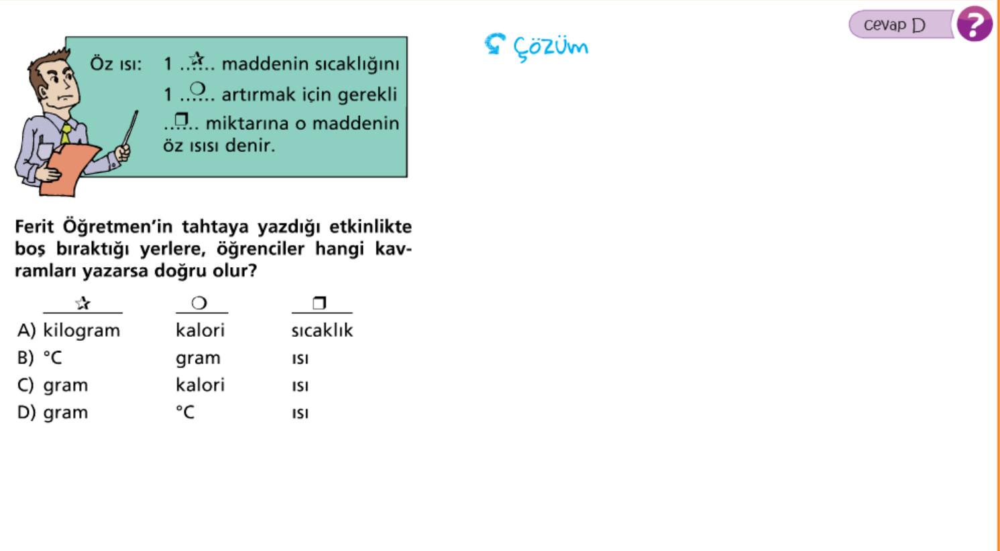 cevap D ?
Çözüm
Öz ısı: 1 ..☆.. maddenin sıcaklığını
1 ..○.. artırmak için gerekli
..❒.. miktarına o maddenin
öz ısısı denir.
Ferit Öğretmen’in tahtaya yazdığı etkinlikte
boş bıraktığı yerlere, öğrenciler hangi kav-
ramları yazarsa doğru olur?
☆ ○ ❒
A) kilogram kalori sıcaklık
B) °C gram ısı
C) gram kalori ısı
D) gram °C ısı